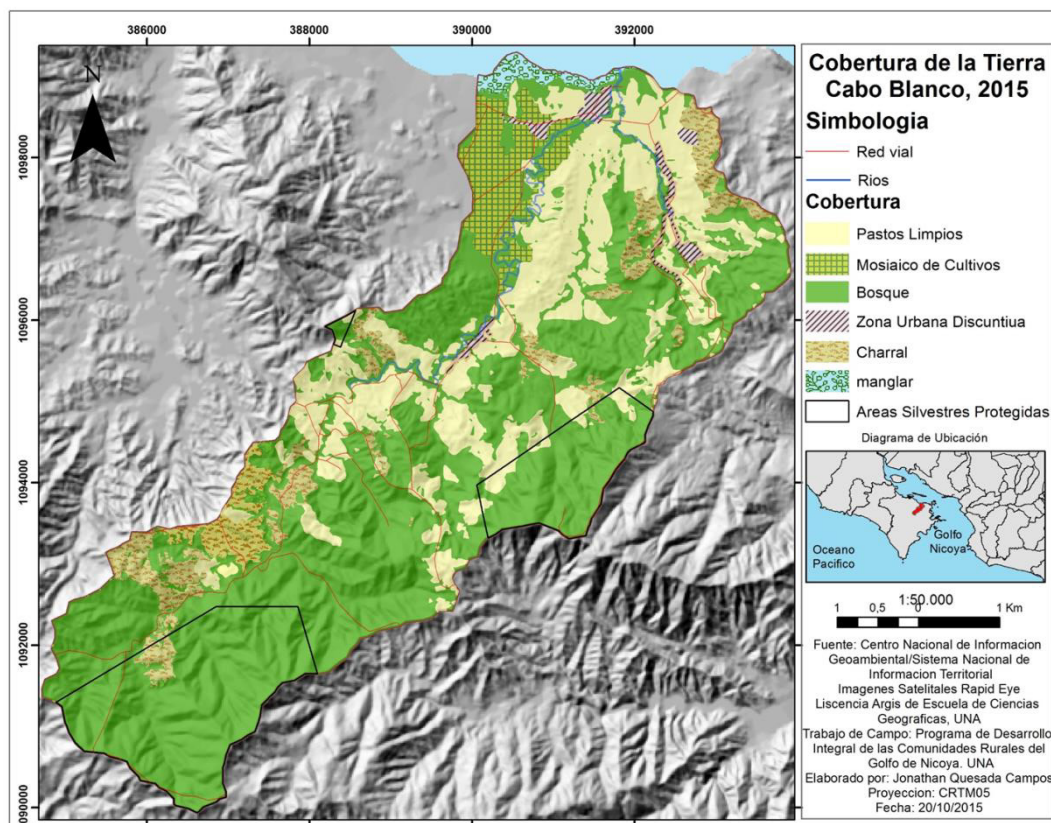 386000
388000
390000
392000
N
1098000
1096000
1094000
1092000
1090000
Cobertura de la Tierra
Cabo Blanco, 2015
Simbologia
Red vial
Rios
Cobertura
Pastos Limpios
Mosiaico de Cultivos
Bosque
Zona Urbana Discuntiua
Charral
manglar
Areas Silvestres Protegidas
Diagrama de Ubicación
Golfo
Nicoya
Oceano
Pacifico
1:50.000
1 0,5 0 1 Km
Fuente: Centro Nacional de Informacion
Geoambiental/Sistema Nacional de
Informacion Territorial
Imagenes Satelitales Rapid Eye
Liscencia Argis de Escuela de Ciencias
Geograficas, UNA
Trabajo de Campo: Programa de Desarrollo
Integral de las Comunidades Rurales del
Golfo de Nicoya. UNA
Elaborado por: Jonathan Quesada Campos
Proyeccion: CRTM05
Fecha: 20/10/2015